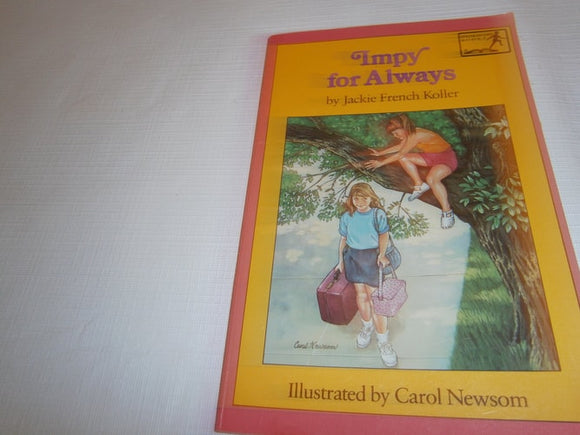 Impy
for Always
by Jackie French Koller
Carol Newsom
Illustrated by Carol Newsom